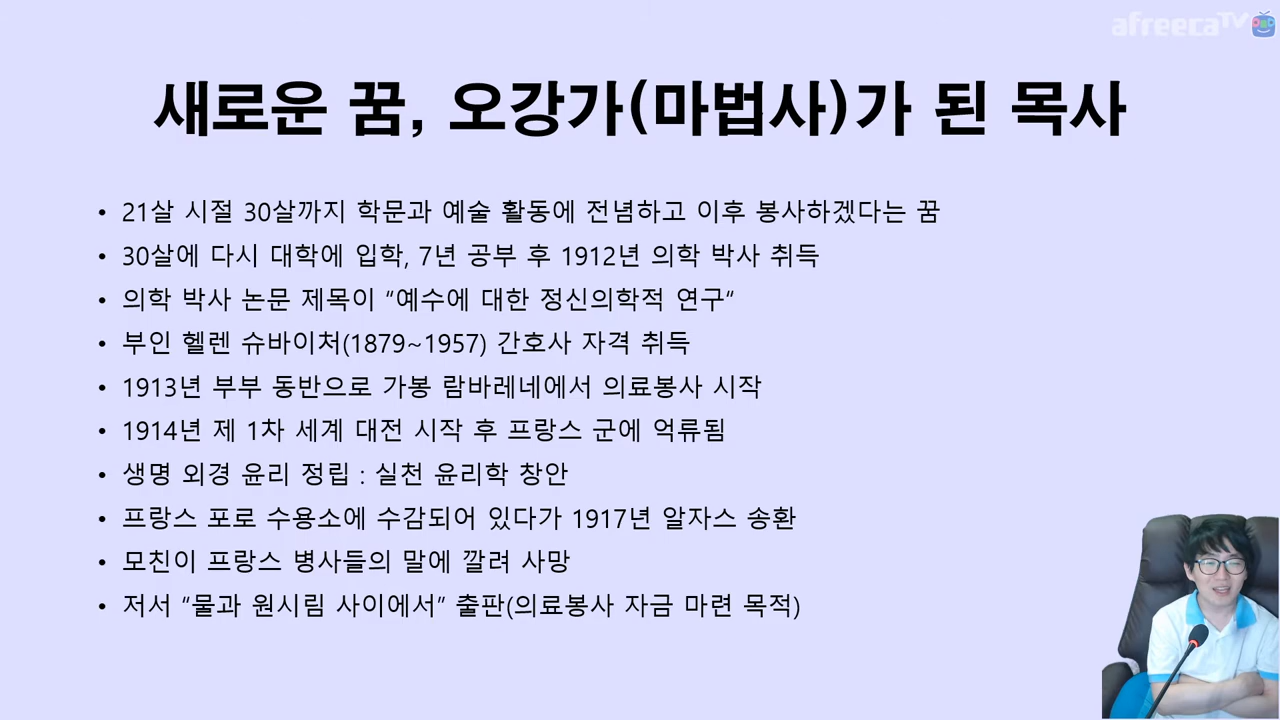 afreecaTV
새로운 꿈, 오강가(마법사)가 된 목사
• 21살 시절 30살까지 학문과 예술 활동에 전념하고 이후 봉사하겠다는 꿈
• 30살에 다시 대학에 입학, 7년 공부 후 1912년 의학 박사 취득
• 의학 박사 논문 제목이 “예수에 대한 정신의학적 연구“
• 부인 헬렌 슈바이처(1879~1957) 간호사 자격 취득
• 1913년 부부 동반으로 가봉 람바레네에서 의료봉사 시작
• 1914년 제 1차 세계 대전 시작 후 프랑스 군에 억류됨
• 생명 외경 윤리 정립 : 실천 윤리학 창안
• 프랑스 포로 수용소에 수감되어 있다가 1917년 알자스 송환
• 모친이 프랑스 병사들의 말에 깔려 사망
• 저서 “물과 원시림 사이에서” 출판(의료봉사 자금 마련 목적)